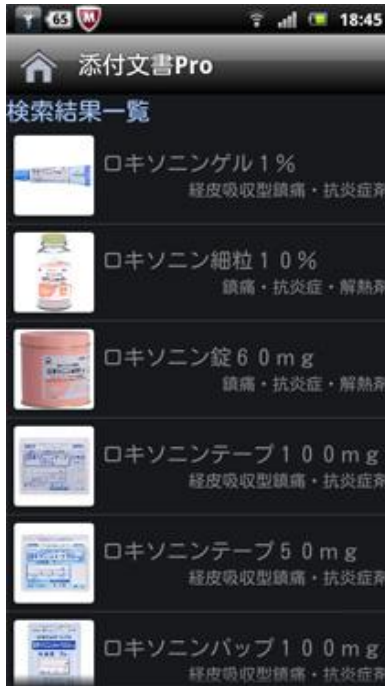 65
18:45
添付文書Pro
検索結果一覧
ロキソニンゲル１％
経皮吸収型鎮痛・抗炎症剤
ロキソニン細粒１０％
鎮痛・抗炎症・解熱剤
ロキソニン錠６０ｍｇ
鎮痛・抗炎症・解熱剤
ロキソニンテープ１００ｍｇ
経皮吸収型鎮痛・抗炎症剤
ロキソニンテープ５０ｍｇ
経皮吸収型鎮痛・抗炎症剤
ロキソニンパップ１００ｍｇ
経皮吸収型鎮痛・抗炎症剤